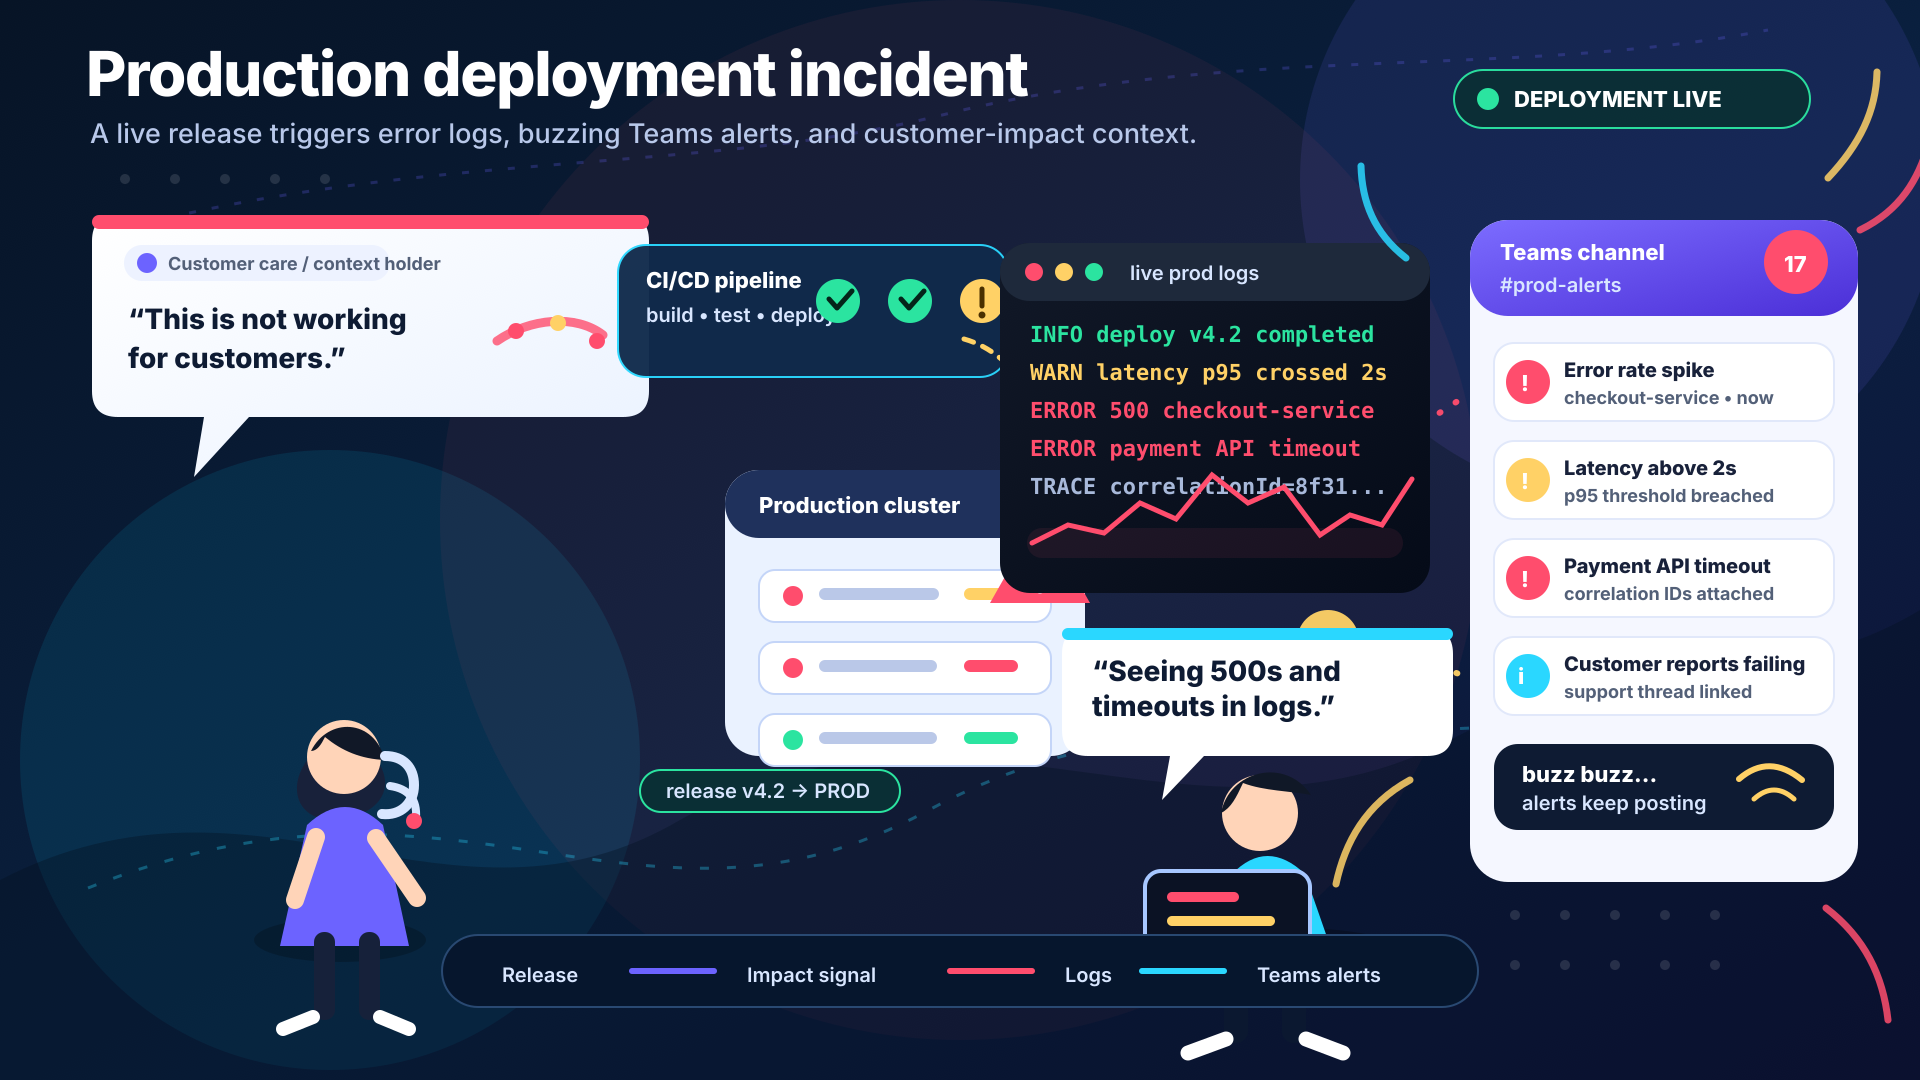 Production deployment incident
A live release triggers error logs, buzzing Teams alerts, and customer-impact context.
DEPLOYMENT LIVE
Customer care / context holder
“This is not working
for customers.”
CI/CD pipeline
build • test • deploy
live prod logs
INFO deploy v4.2 completed
WARN latency p95 crossed 2s
ERROR 500 checkout-service
ERROR payment API timeout
TRACE correlationId=8f31...
Teams channel
#prod-alerts
17
! Error rate spike
checkout-service • now
! Latency above 2s
p95 threshold breached
! Payment API timeout
correlation IDs attached
i Customer reports failing
support thread linked
buzz buzz...
alerts keep posting
Production cluster
“Seeing 500s and
timeouts in logs.”
release v4.2 → PROD
Release Impact signal Logs Teams alerts